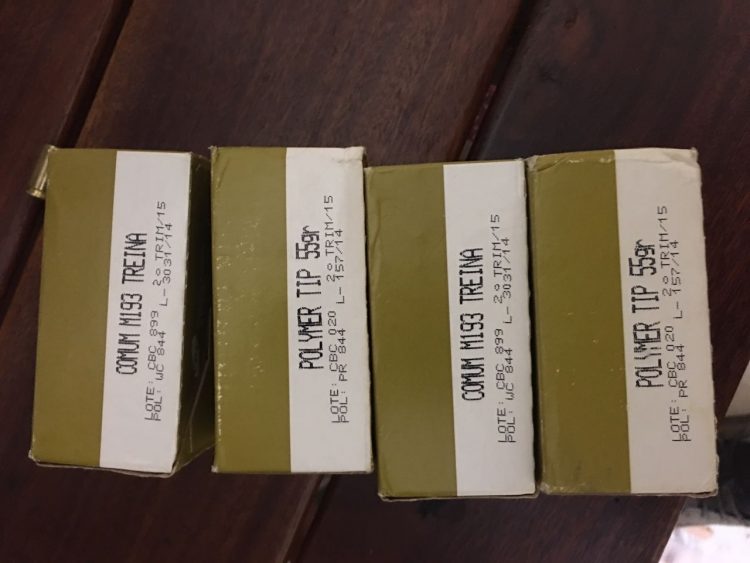 COMUM M193 TREINA
LOTE: CBC 899 2o TRIM/15
POL: WC 844 L-3031/14
POLYMER TIP 55gr
LOTE: CBC 020 2o TRIM/15
POL: PR 844 L-157/14
COMUM M193 TREINA
LOTE: CBC 899 2o TRIM/15
POL: WC 844 L-3031/14
POLYMER TIP 55gr
LOTE: CBC 020 2o TRIM/15
POL: PR 844 L-157/14